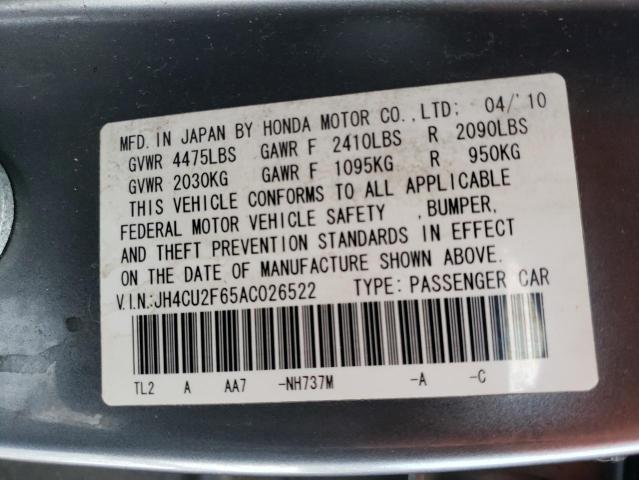 MFD. IN JAPAN BY HONDA MOTOR CO., LTD: 04/'10
GVWR 4475LBS GAWR F 2410LBS R 2090LBS
GVWR 2030KG GAWR F 1095KG R 950KG
THIS VEHICLE CONFORMS TO ALL APPLICABLE
FEDERAL MOTOR VEHICLE SAFETY , BUMPER,
AND THEFT PREVENTION STANDARDS IN EFFECT
ON THE DATE OF MANUFACTURE SHOWN ABOVE.
V.I.N:JH4CU2F65AC026522 TYPE: PASSENGER CAR
TL2 A AA7 -NH737M -A -C